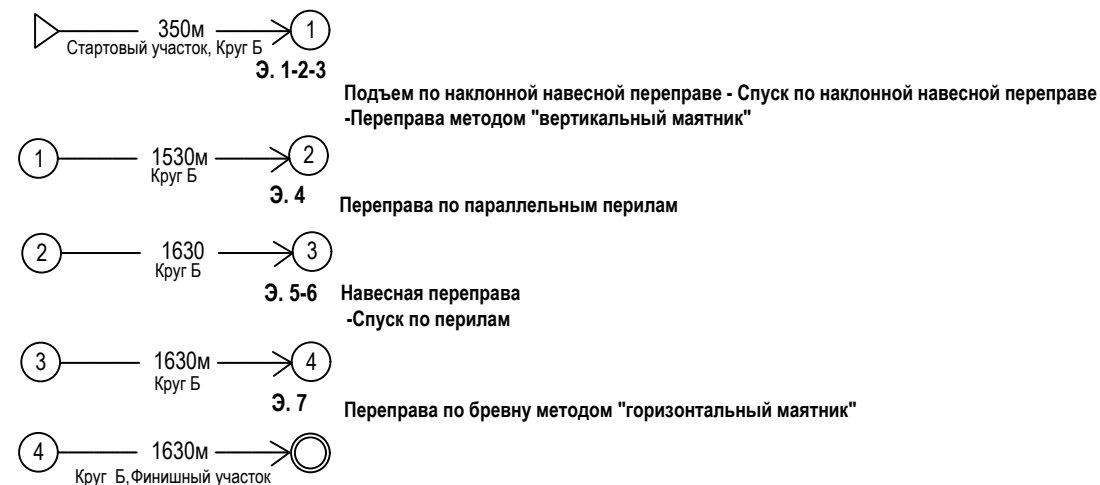 350м
1
Стартовый участок, Круг Б
Э. 1-2-3
Подъем по наклонной навесной переправе - Спуск по наклонной навесной переправе
-Переправа методом "вертикальный маятник"
1 1530м 2
Круг Б
Э. 4
Переправа по параллельным перилам
2 1630 3
Круг Б
Э. 5-6 Навесная переправа
-Спуск по перилам
3 1630м 4
Круг Б
Э. 7
Переправа по бревну методом "горизонтальный маятник"
4 1630м
Круг Б,Финишный участок